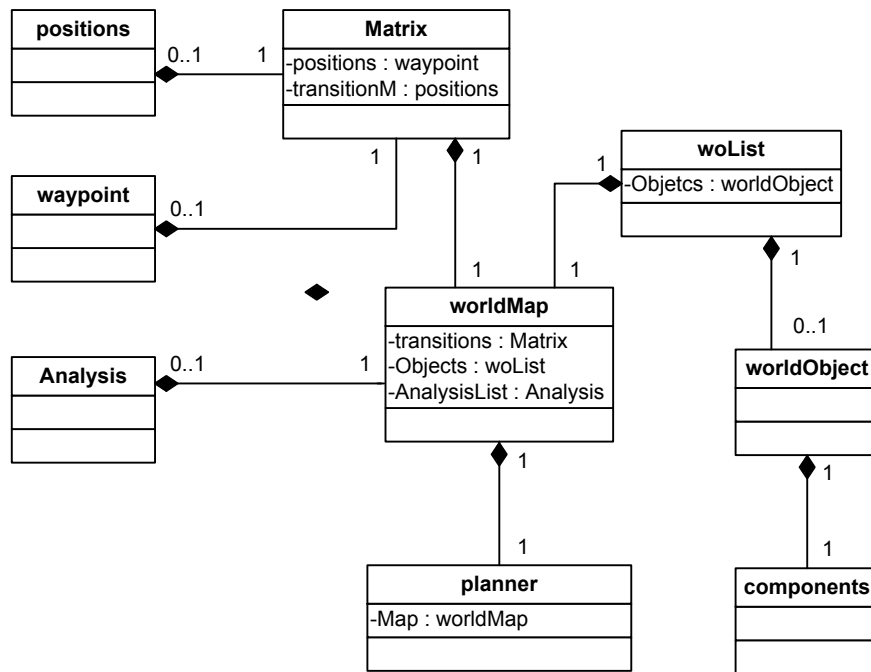 positions
0..1
1
Matrix
-positions : waypoint
-transitionM : positions
1
1
woList
-Objetcs : worldObject
1
1
waypoint
0..1
1
1
0..1
worldMap
-transitions : Matrix
-Objects : woList
-AnalysisList : Analysis
Analysis
0..1
1
worldObject
1
1
1
1
planner
-Map : worldMap
components